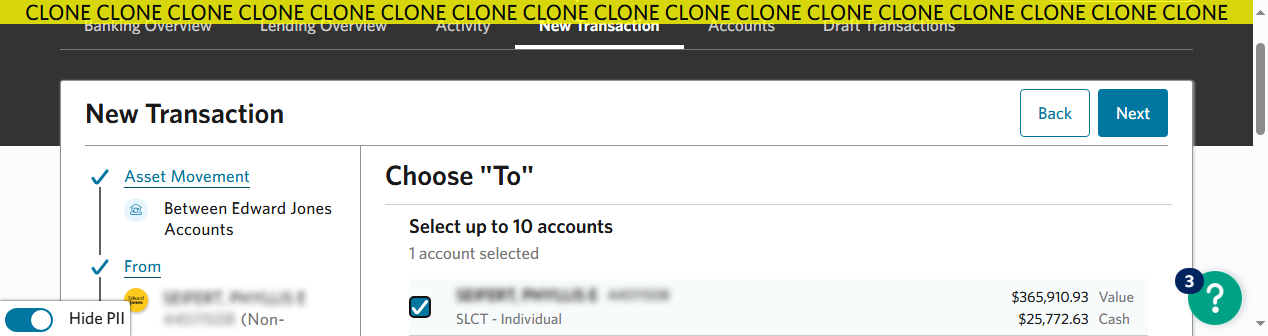 CLONE CLONE CLONE CLONE CLONE CLONE CLONE CLONE CLONE CLONE CLONE CLONE CLONE CLONE CLONE CLONE CLONE
Banking Overview Lending Overview Activity New Transaction Accounts Draft Transactions
New Transaction
Back
Next
Asset Movement
Between Edward Jones
Accounts
From
(Non-
Choose "To"
Select up to 10 accounts
1 account selected
$365,910.93 Value
SLCT - Individual
$25,772.63 Cash
3
?
Hide PII